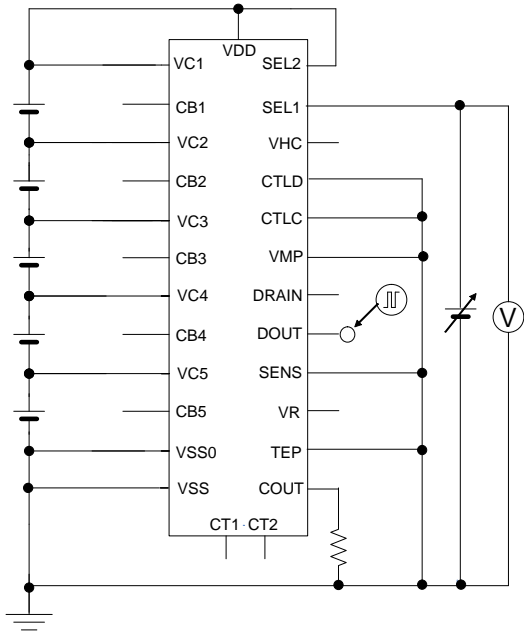 VDD
VC1
SEL2
CB1
SEL1
VC2
VHC
CB2
CTLD
VC3
CTLC
CB3
VMP
VC4
DRAIN
CB4
DOUT
VC5
SENS
CB5
VR
VSS0
TEP
VSS
COUT
CT1 CT2
V